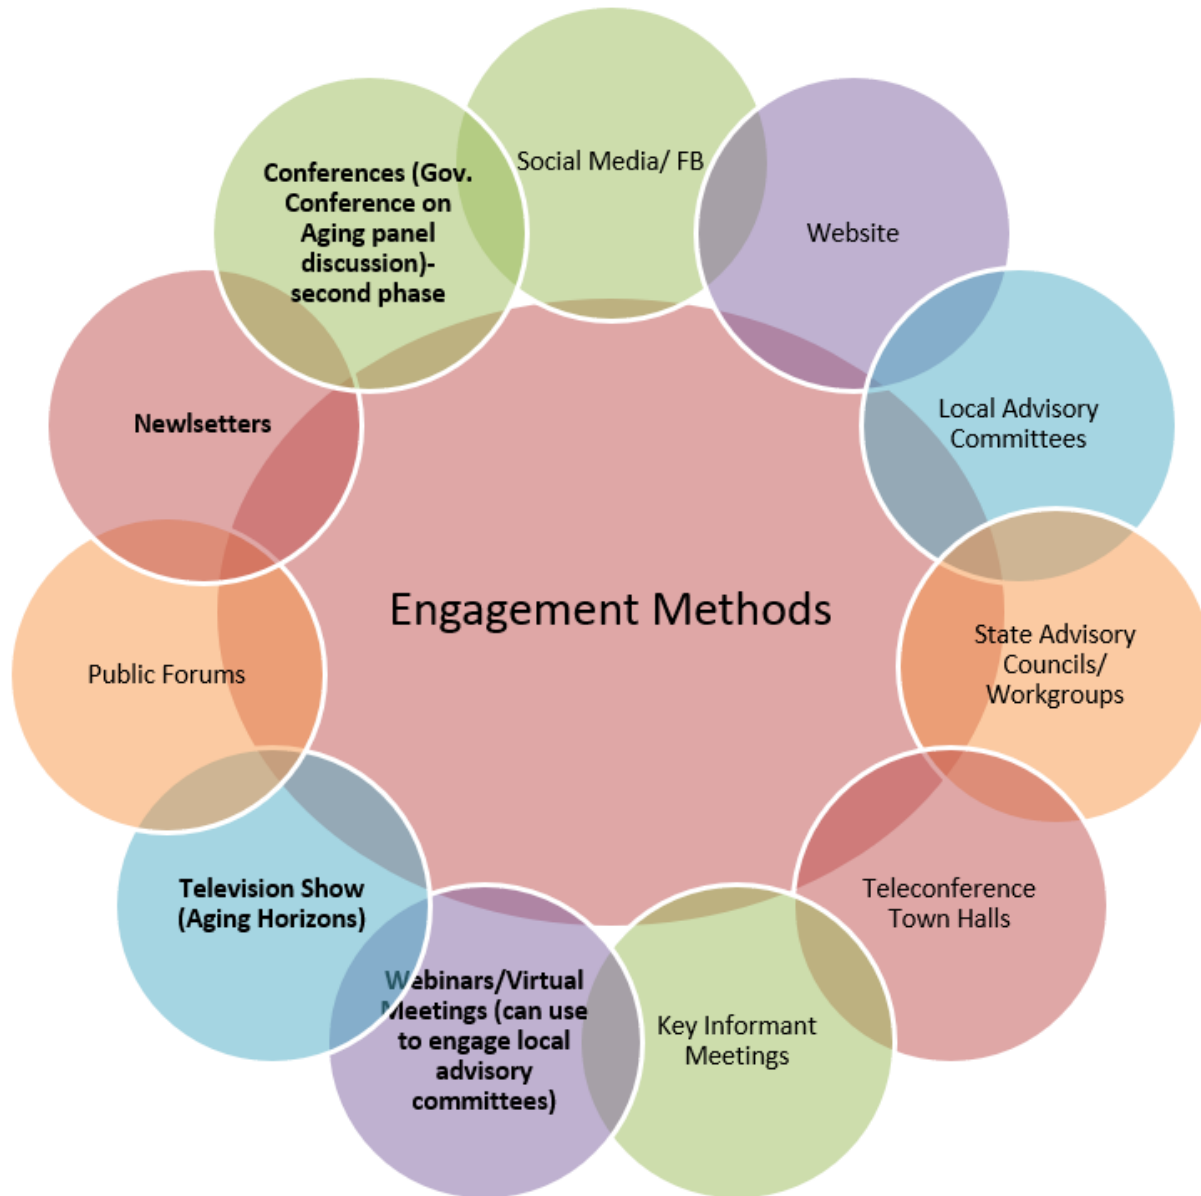 Social Media/ FB
Website
Local Advisory
Committees
State Advisory
Councils/
Workgroups
Teleconference
Town Halls
Key Informant
Meetings
Webinars/Virtual
Meetings (can use
to engage local
advisory
committees)
Television Show
(Aging Horizons)
Public Forums
Newlsetters
Conferences (Gov.
Conference on
Aging panel
discussion)-
second phase
Engagement Methods